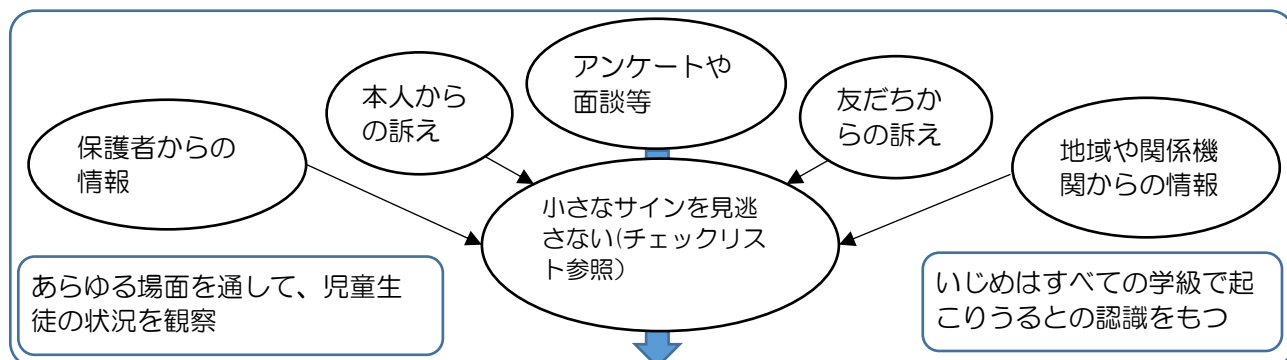 アンケートや
面談等
本人から
の訴え
友だちか
らの訴え
保護者からの
情報
地域や関係機
関からの情報
小さなサインを見逃
さない(チェックリス
ト参照）
あらゆる場面を通して、児童生
徒の状況を観察
いじめはすべての学級で起
こりうるとの認識をもつ